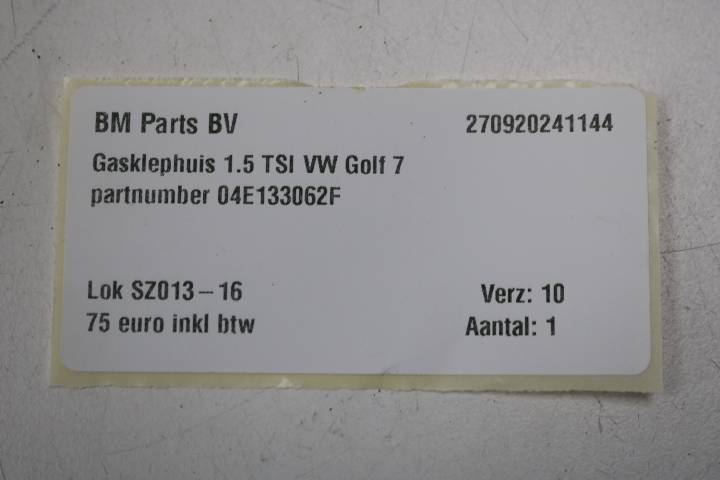 BM Parts BV 270920241144
Gasklephuis 1.5 TSI VW Golf 7
partnumber 04E133062F
Lok SZ013-16 Verz: 10
75 euro inkl btw Aantal: 1